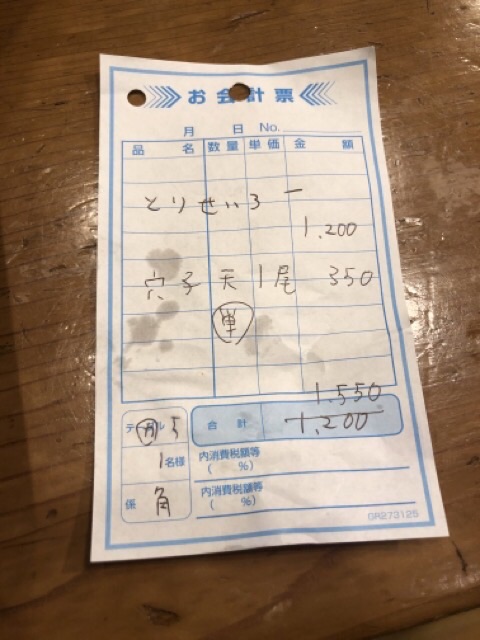 お会計票
月 日 No.
品 名 数量 単価 金 額
とりせいろ 一
1,200
穴子天 1尾 350
単
1,550
合計 1,200
テーブル カ5
1名様
内消費税額等
( %)
係 角
内消費税額等
( %)
GR273125